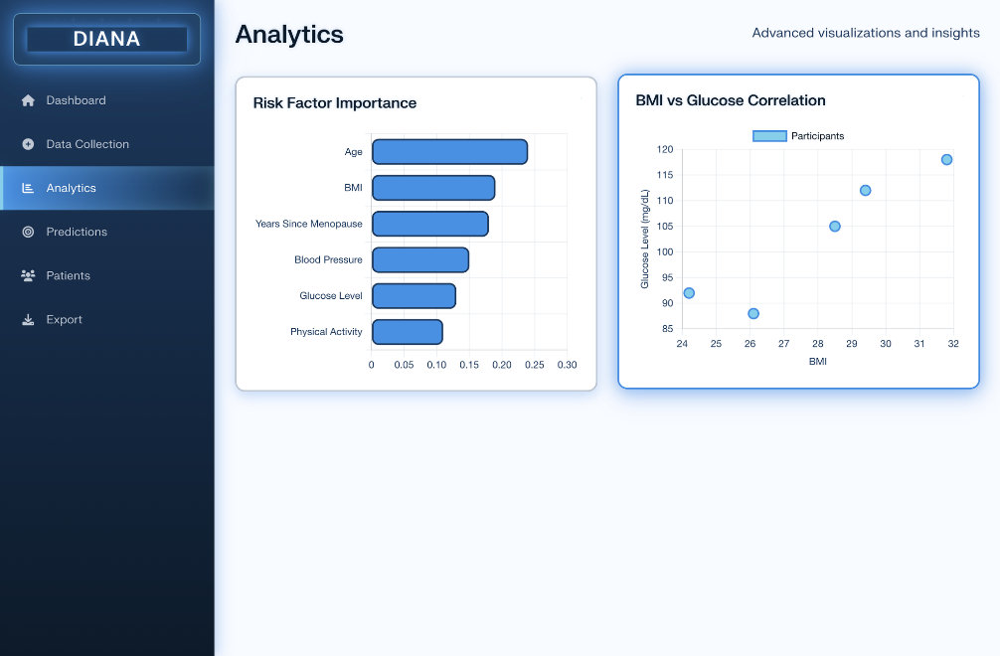 DIANA
Dashboard
Data Collection
Analytics
Predictions
Patients
Export
Analytics
Advanced visualizations and insights
Risk Factor Importance
Age
BMI
Years Since Menopause
Blood Pressure
Glucose Level
Physical Activity
0 0.05 0.10 0.15 0.20 0.25 0.30
BMI vs Glucose Correlation
Participants
Glucose Level (mg/dL)
120
115
110
105
100
95
90
85
24 25 26 27 28 29 30 31 32
BMI